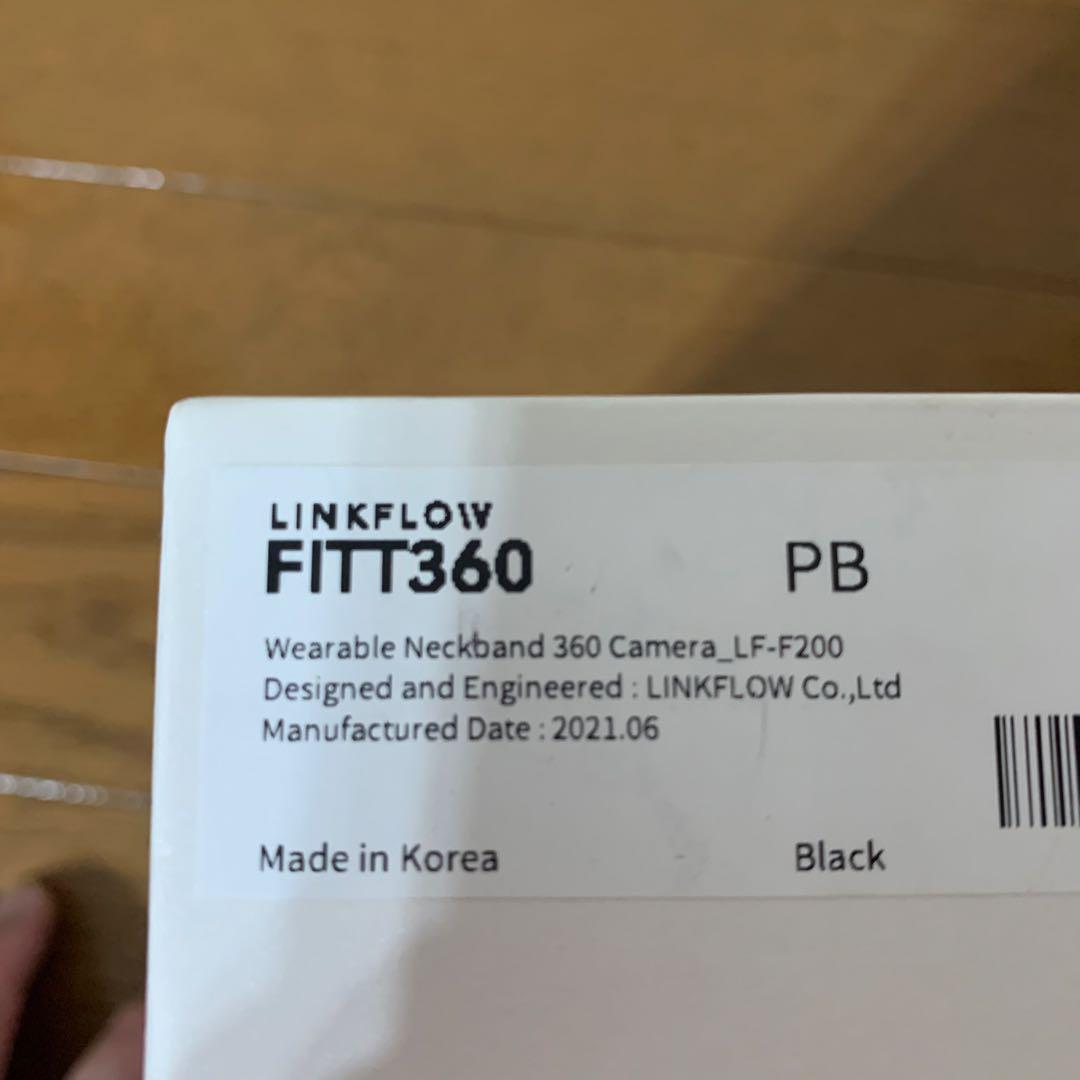 LINKFLOW
FITT360 PB
Wearable Neckband 360 Camera_LF-F200
Designed and Engineered : LINKFLOW Co.,Ltd
Manufactured Date : 2021.06
Made in Korea Black